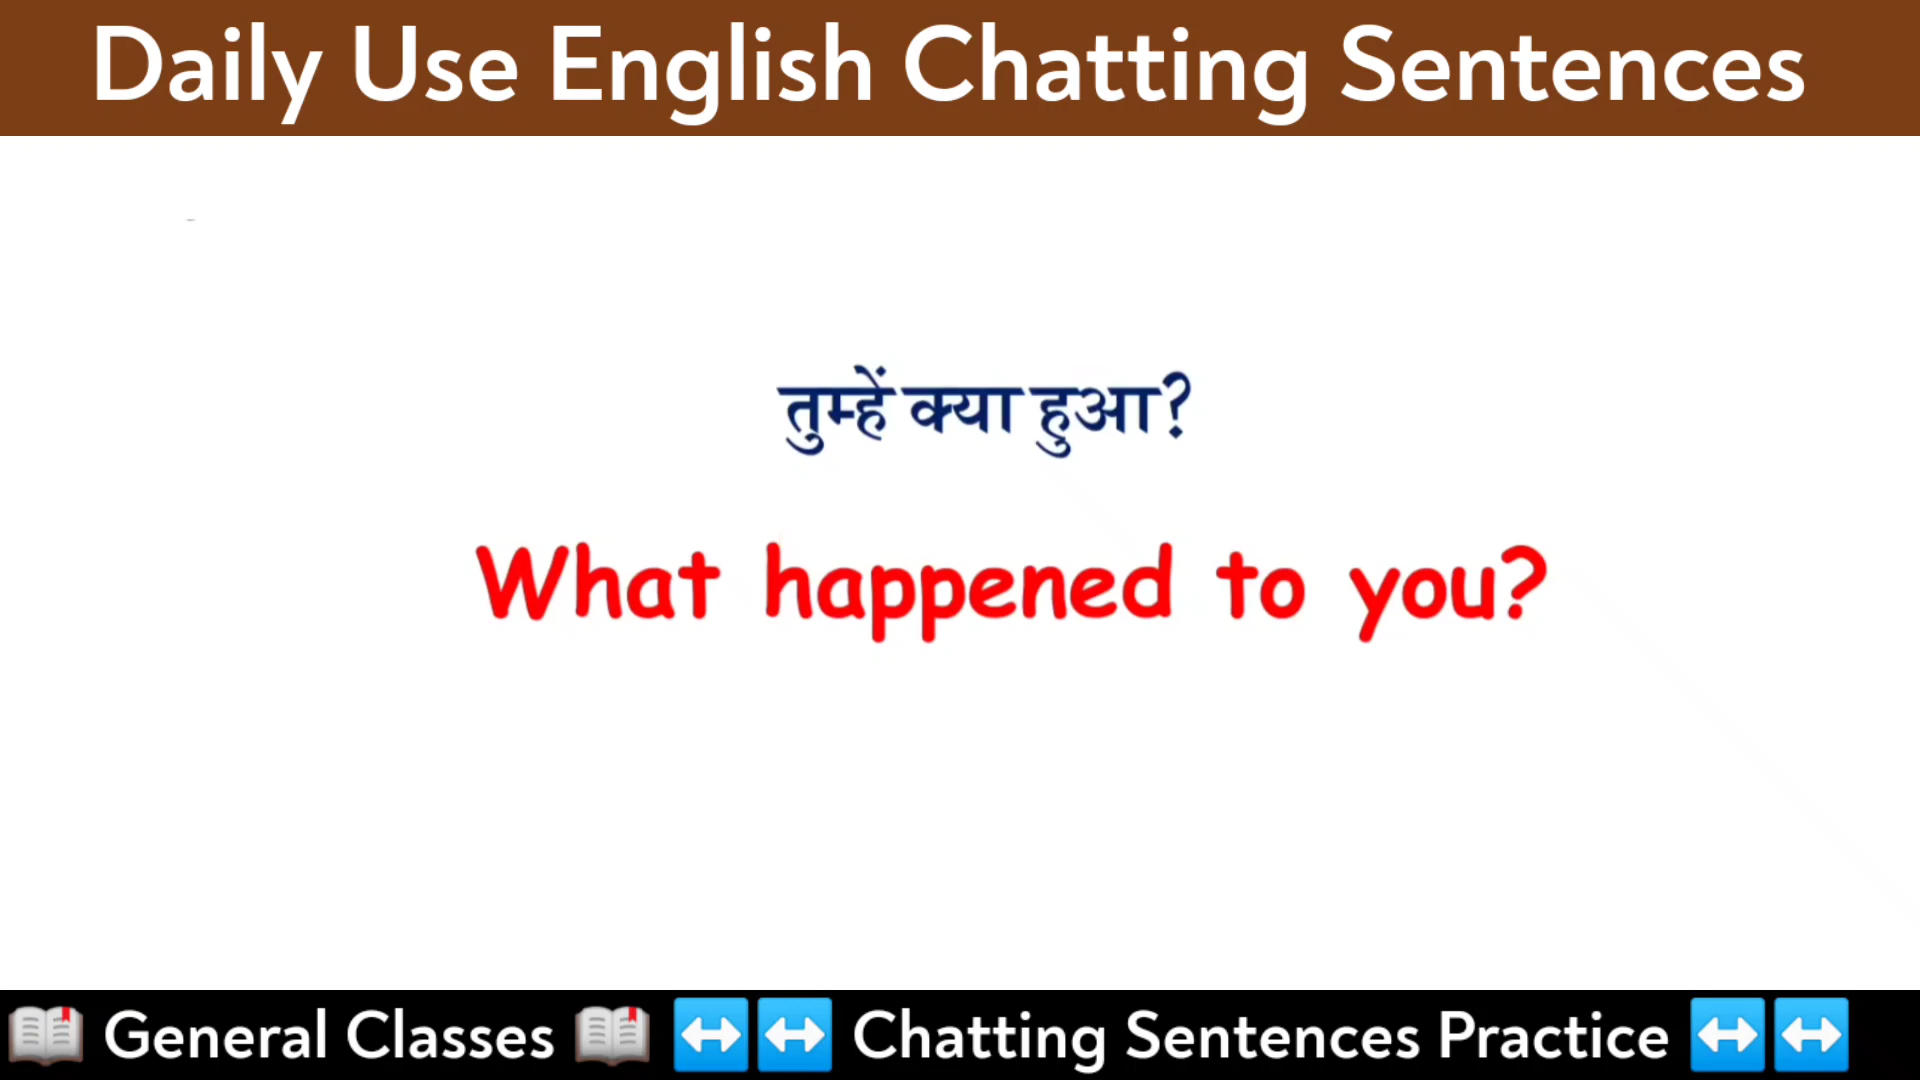 Daily Use English Chatting Sentences
तुम्हें क्या हुआ?
What happened to you?
📖 General Classes 📖 ↔️↔️ Chatting Sentences Practice ↔️↔️